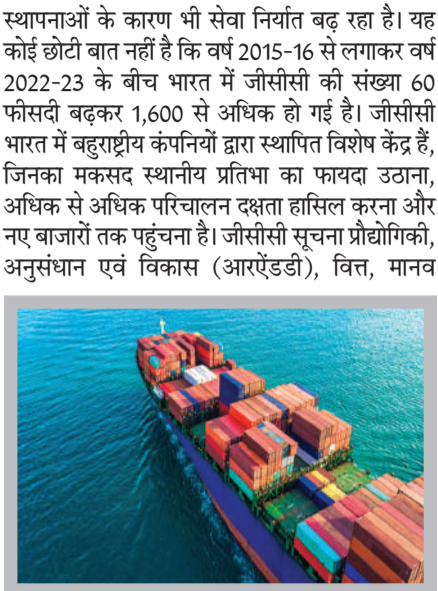 स्थापनाओं के कारण भी सेवा निर्यात बढ़ रहा है। यह
कोई छोटी बात नहीं है कि वर्ष 2015-16 से लगाकर वर्ष
2022-23 के बीच भारत में जीसीसी की संख्या 60
फीसदी बढ़कर 1,600 से अधिक हो गई है। जीसीसी
भारत में बहुराष्ट्रीय कंपनियों द्वारा स्थापित विशेष केंद्र हैं,
जिनका मकसद स्थानीय प्रतिभा का फायदा उठाना,
अधिक से अधिक परिचालन दक्षता हासिल करना और
नए बाजारों तक पहुंचना है। जीसीसी सूचना प्रौद्योगिकी,
अनुसंधान एवं विकास (आरऐंडडी), वित्त, मानव